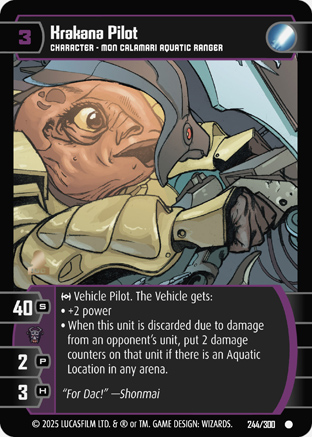 3
Krakana Pilot
CHARACTER - MON CALAMARI AQUATIC RANGER
40 S
2 P
3 H
Vehicle Pilot. The Vehicle gets:
• +2 power
• When this unit is discarded due to damage
from an opponent's unit, put 2 damage
counters on that unit if there is an Aquatic
Location in any arena.
"For Dac!" —Shonmai
© 2025 LUCASFILM LTD. & ® or TM. GAME DESIGN: WIZARDS.
244/300